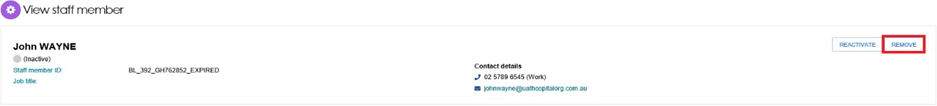 View staff member
John WAYNE
REACTIVATE REMOVE
(Inactive)
Staff member ID: BL_392_GH762852_EXPIRED
Job title:
Contact details
02 5789 6545 (Work)
johnwayne@uathospitalorg.com.au